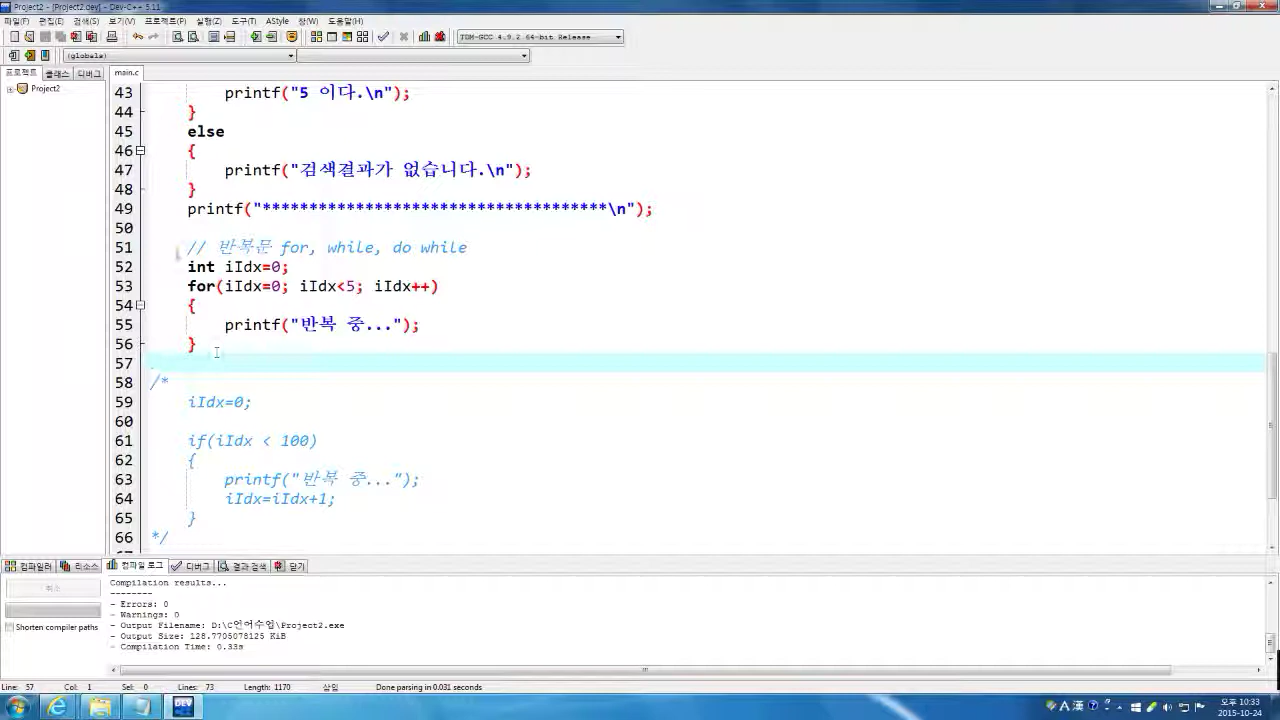 Project2 - [Project2.dev] - Dev-C++ 5.11
파일(F) 편집(E) 검색(S) 보기(V) 프로젝트(P) 실행(Z) 도구(T) AStyle 창(W) 도움말(H)
TDM-GCC 4.9.2 64-bit Release
(globals)
프로젝트 클래스 디버그 main.c
Project2
43 printf("5 이다.\n");
44 }
45 else
46 {
47 printf("검색결과가 없습니다.\n");
48 }
49 printf("*************************************\n");
50
51 // 반복문 for, while, do while
52 int iIdx=0;
53 for(iIdx=0; iIdx<5; iIdx++)
54 {
55 printf("반복 중...");
56 }
57
58 /*
59 iIdx=0;
60
61 if(iIdx < 100)
62 {
63 printf("반복 중...");
64 iIdx=iIdx+1;
65 }
66 */
컴파일러 리소스 컴파일 로그 디버그 결과 검색 닫기
취소
Shorten compiler paths
Compilation results...
--------
- Errors: 0
- Warnings: 0
- Output Filename: D:\C언어수업\Project2.exe
- Output Size: 128.7705078125 KiB
- Compilation Time: 0.33s
Line: 57 Col: 1 Sel: 0 Lines: 73 Length: 1170 삽입 Done parsing in 0.031 seconds
DEV
A 漢
오후 10:33
2015-10-24